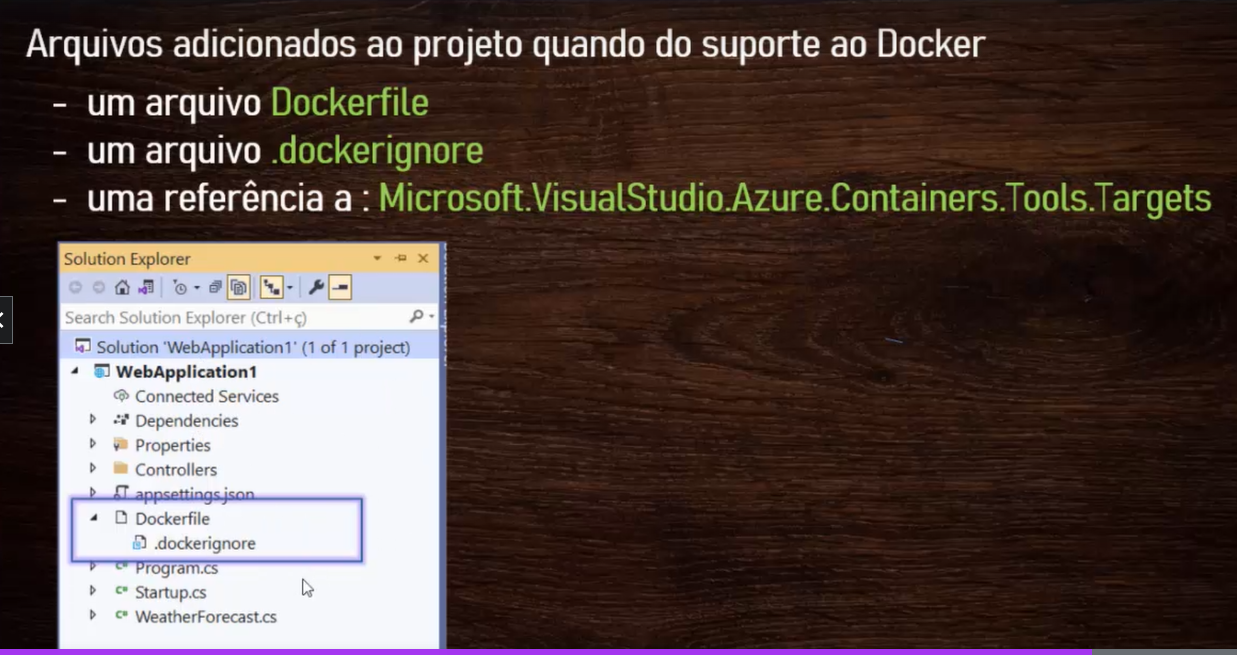 Arquivos adicionados ao projeto quando do suporte ao Docker
- um arquivo Dockerfile
- um arquivo .dockerignore
- uma referência a : Microsoft.VisualStudio.Azure.Containers.Tools.Targets
Solution Explorer
Search Solution Explorer (Ctrl+ç)
Solution 'WebApplication1' (1 of 1 project)
WebApplication1
Connected Services
Dependencies
Properties
Controllers
appsettings.json
Dockerfile
.dockerignore
C# Program.cs
C# Startup.cs
C# WeatherForecast.cs